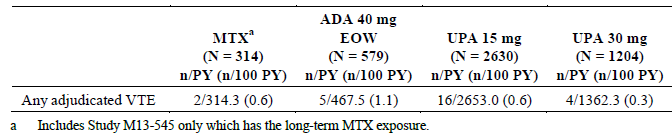 ADA 40 mg
MTXa EOW UPA 15 mg UPA 30 mg
(N = 314) (N = 579) (N = 2630) (N = 1204)
n/PY (n/100 PY) n/PY (n/100 PY) n/PY (n/100 PY) n/PY (n/100 PY)
Any adjudicated VTE 2/314.3 (0.6) 5/467.5 (1.1) 16/2653.0 (0.6) 4/1362.3 (0.3)
a Includes Study M13-545 only which has the long-term MTX exposure.